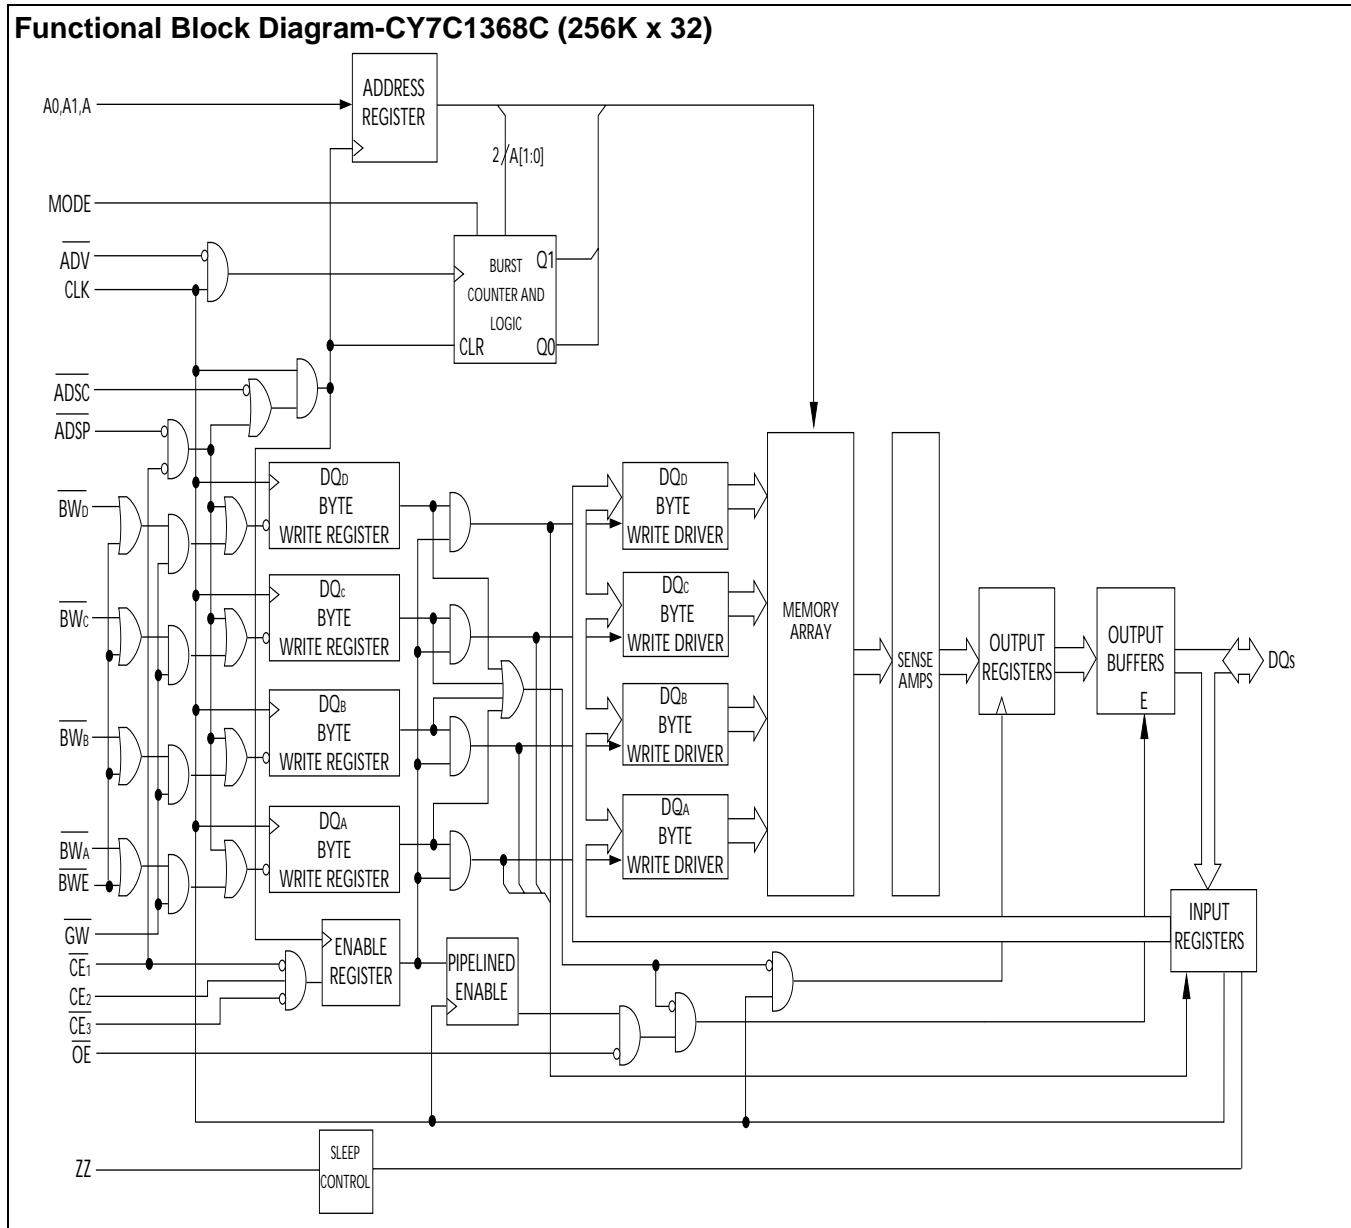 Functional Block Diagram-CY7C1368C (256K x 32)
A0,A1,A
ADDRESS
REGISTER
2
A[1:0]
MODE
ADV
CLK
BURST
COUNTER AND
LOGIC
Q1
CLR
Q0
ADSC
ADSP
BWD
DQD
BYTE
WRITE REGISTER
DQD
BYTE
WRITE DRIVER
BWC
DQc
BYTE
WRITE REGISTER
DQC
BYTE
WRITE DRIVER
BWB
DQB
BYTE
WRITE REGISTER
DQB
BYTE
WRITE DRIVER
BWA
BWE
DQA
BYTE
WRITE REGISTER
DQA
BYTE
WRITE DRIVER
MEMORY
ARRAY
SENSE
AMPS
OUTPUT
REGISTERS
OUTPUT
BUFFERS
E
DQs
INPUT
REGISTERS
GW
CE1
CE2
CE3
OE
ENABLE
REGISTER
PIPELINED
ENABLE
ZZ
SLEEP
CONTROL